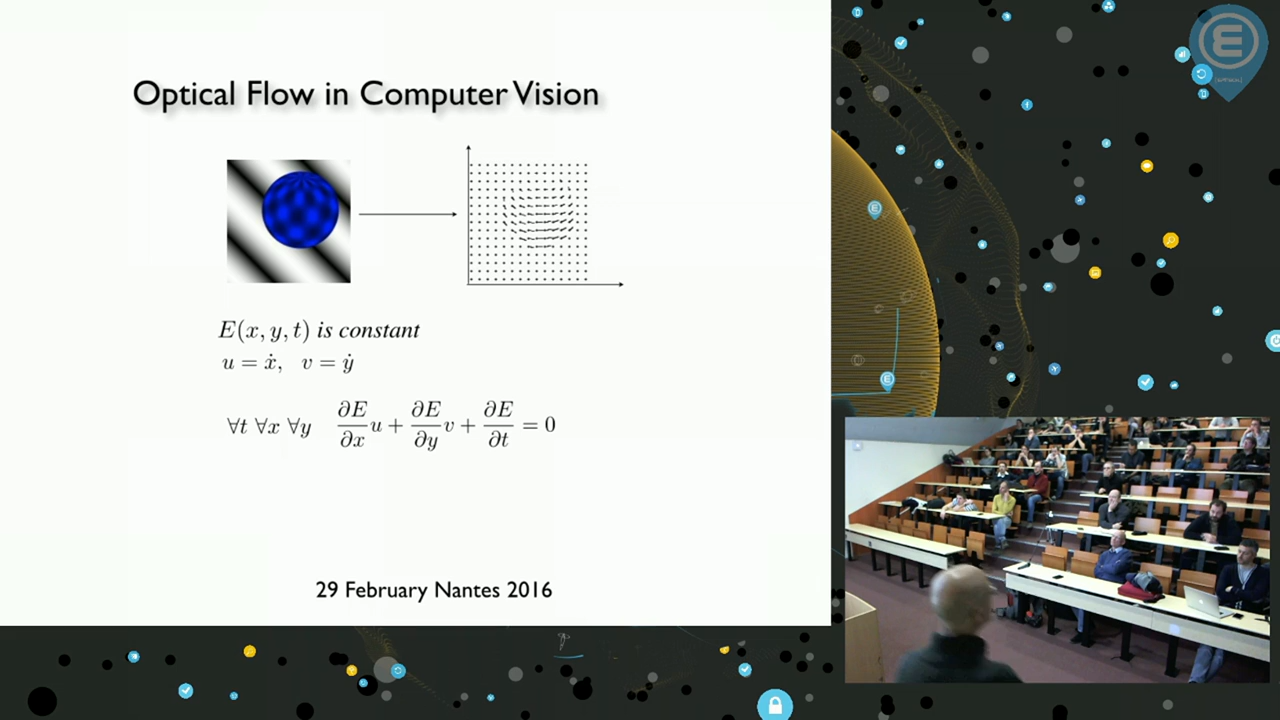 Optical Flow in Computer Vision
E(x, y, t) is constant
u = ẋ, v = ẏ
∀t ∀x ∀y ∂E/∂x u + ∂E/∂y v + ∂E/∂t = 0
29 February Nantes 2016